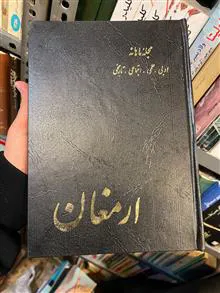 مجله ماهانه
ادبی، علمی، اجتماعی، تاریخی
ارمغان